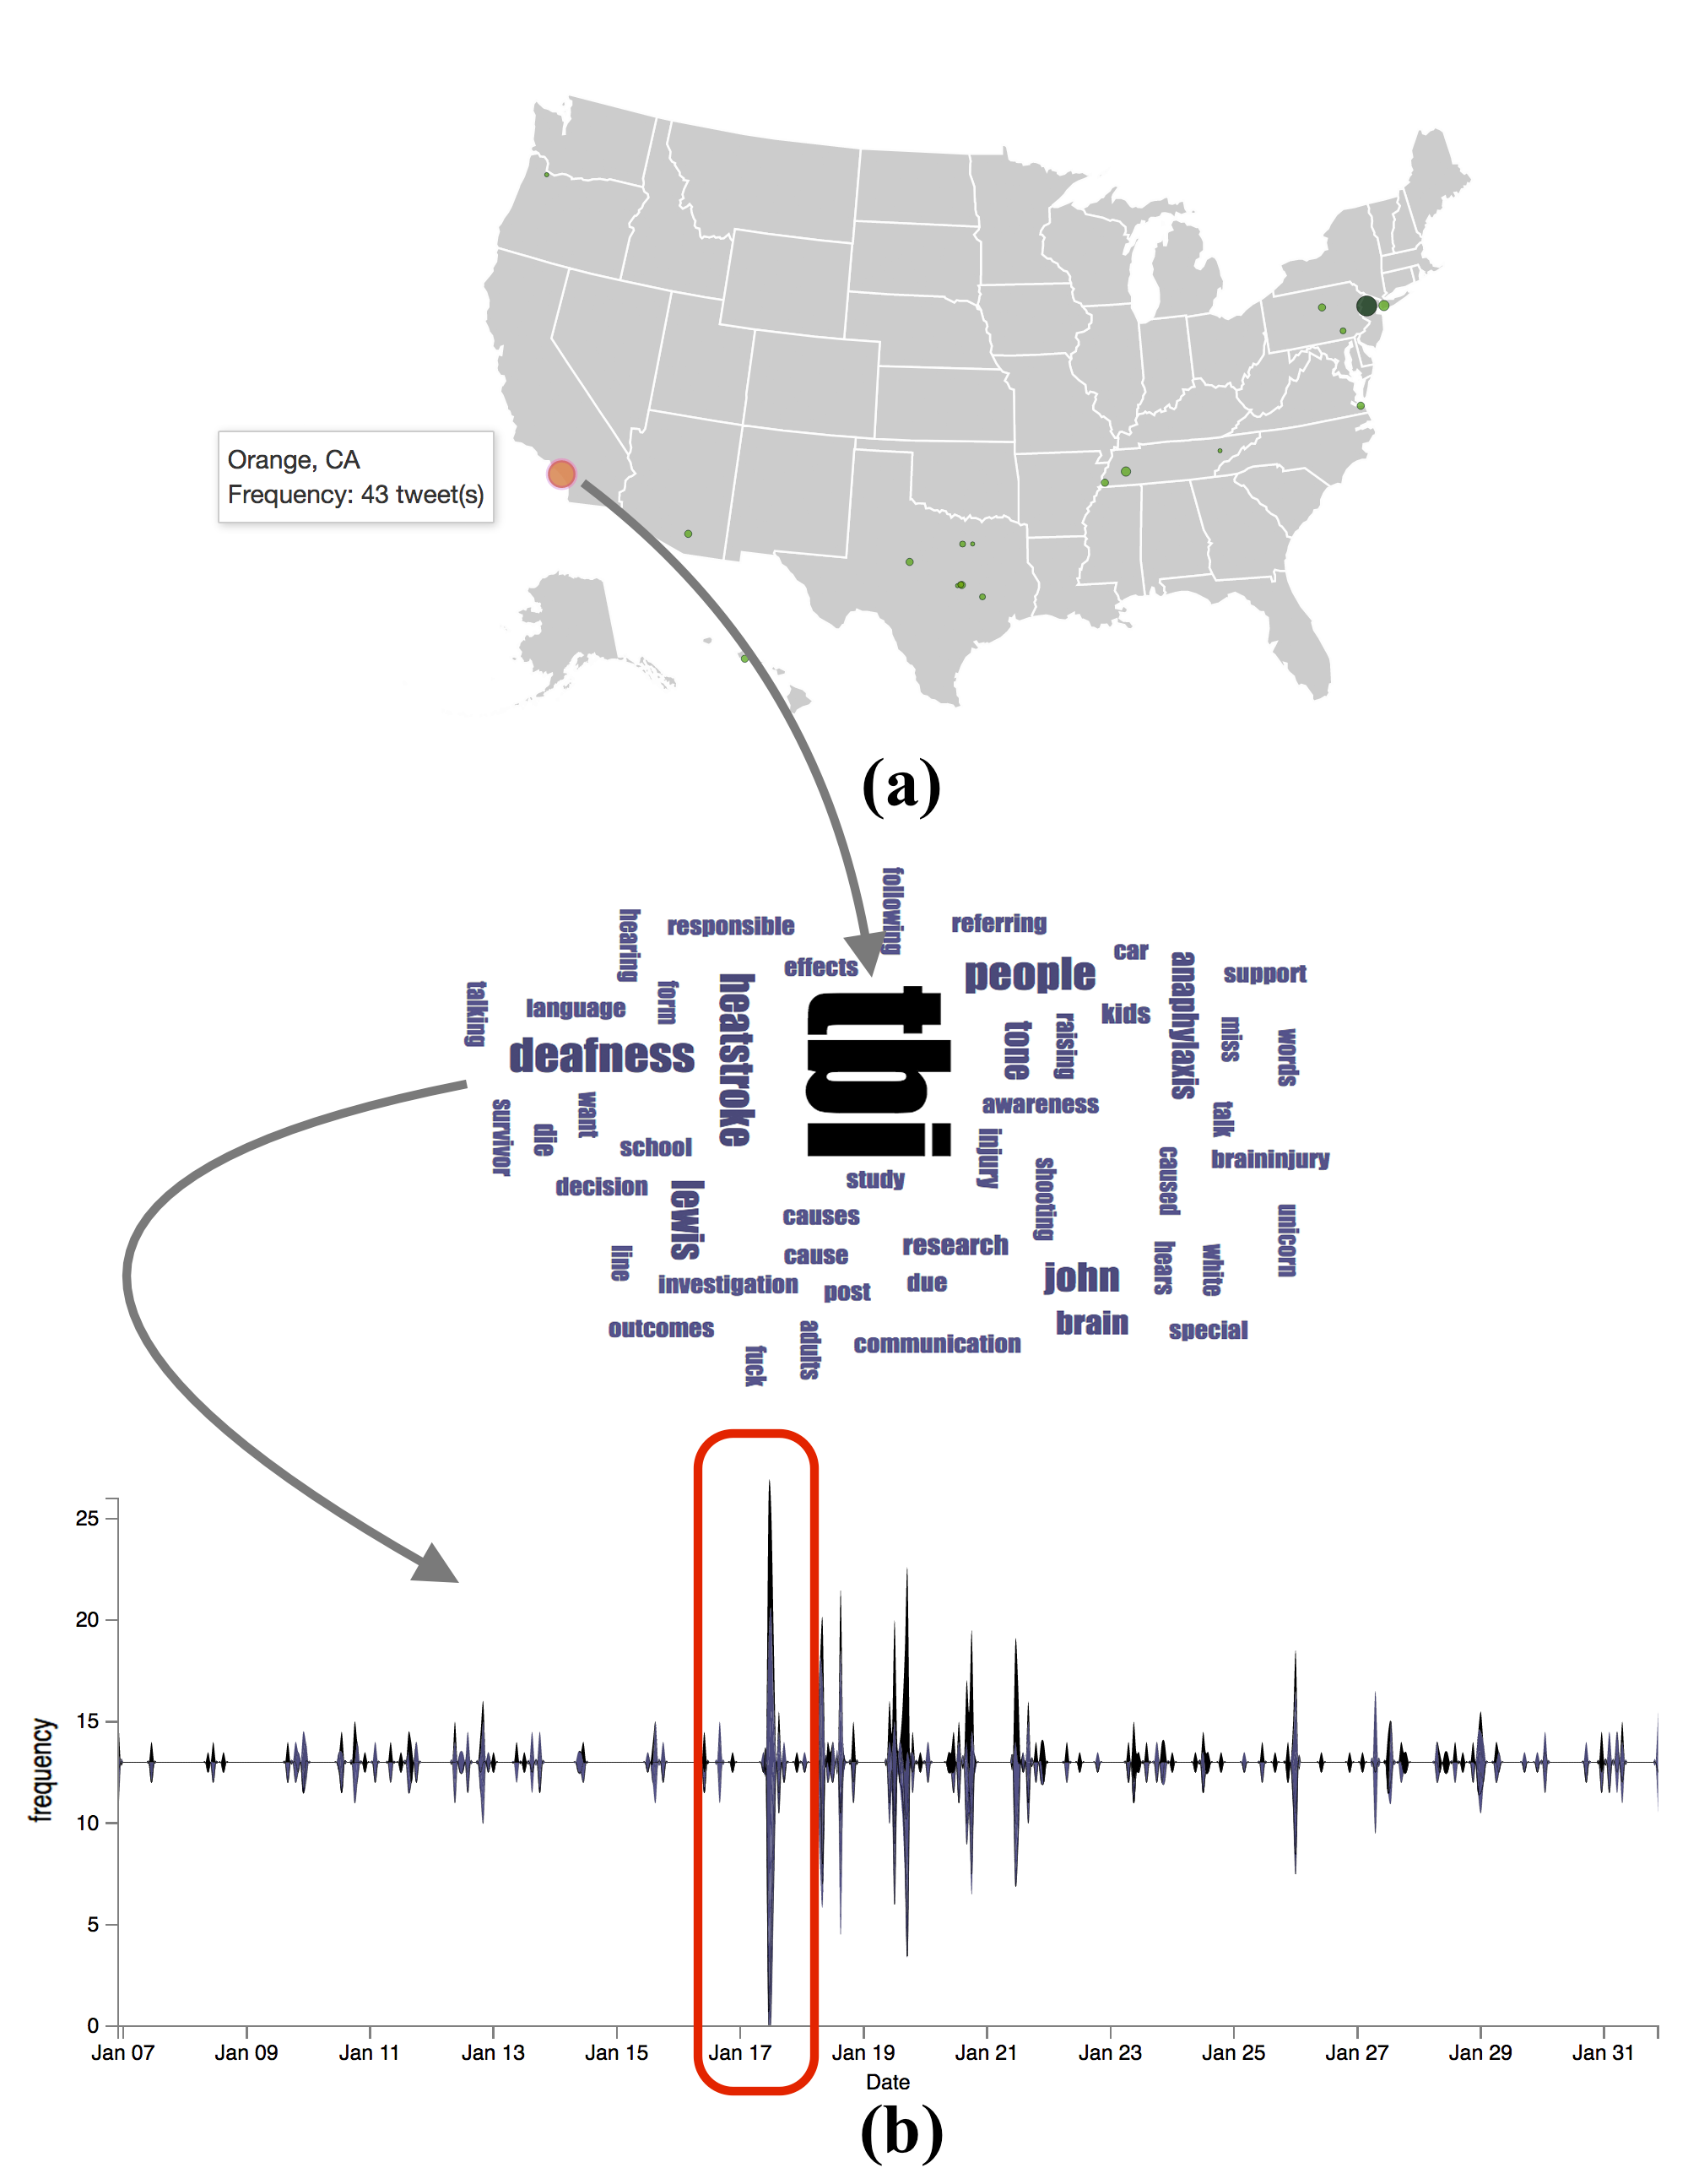 Orange, CA
Frequency: 43 tweet(s)
(a)
following
hearing
responsible
referring
car
effects
people
anaphylaxis
support
talking
language
form
heatstroke
tbi
tone
raising
kids
miss
words
deafness
awareness
survivor
die
want
school
injury
talk
braininjury
decision
lewis
study
shooting
caused
unicorn
causes
line
cause
research
hears
white
investigation
post
due
john
outcomes
brain
special
fuck
adults
communication
25
20
15
10
5
0
frequency
Jan 07 Jan 09 Jan 11 Jan 13 Jan 15 Jan 17 Jan 19 Jan 21 Jan 23 Jan 25 Jan 27 Jan 29 Jan 31
Date
(b)